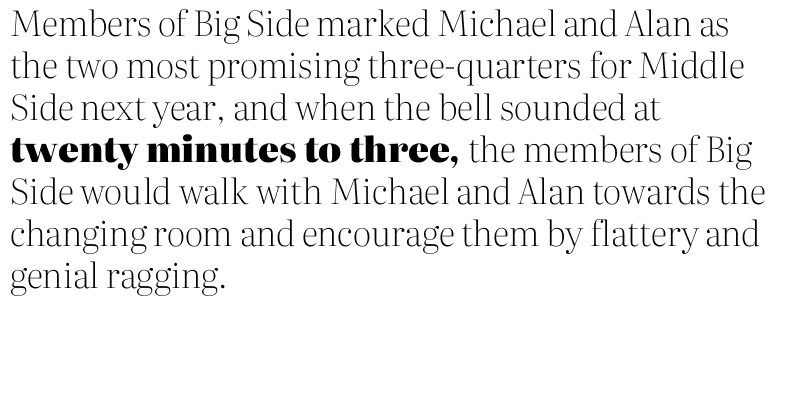 Members of Big Side marked Michael and Alan as
the two most promising three-quarters for Middle
Side next year, and when the bell sounded at
twenty minutes to three, the members of Big
Side would walk with Michael and Alan towards the
changing room and encourage them by flattery and
genial ragging.